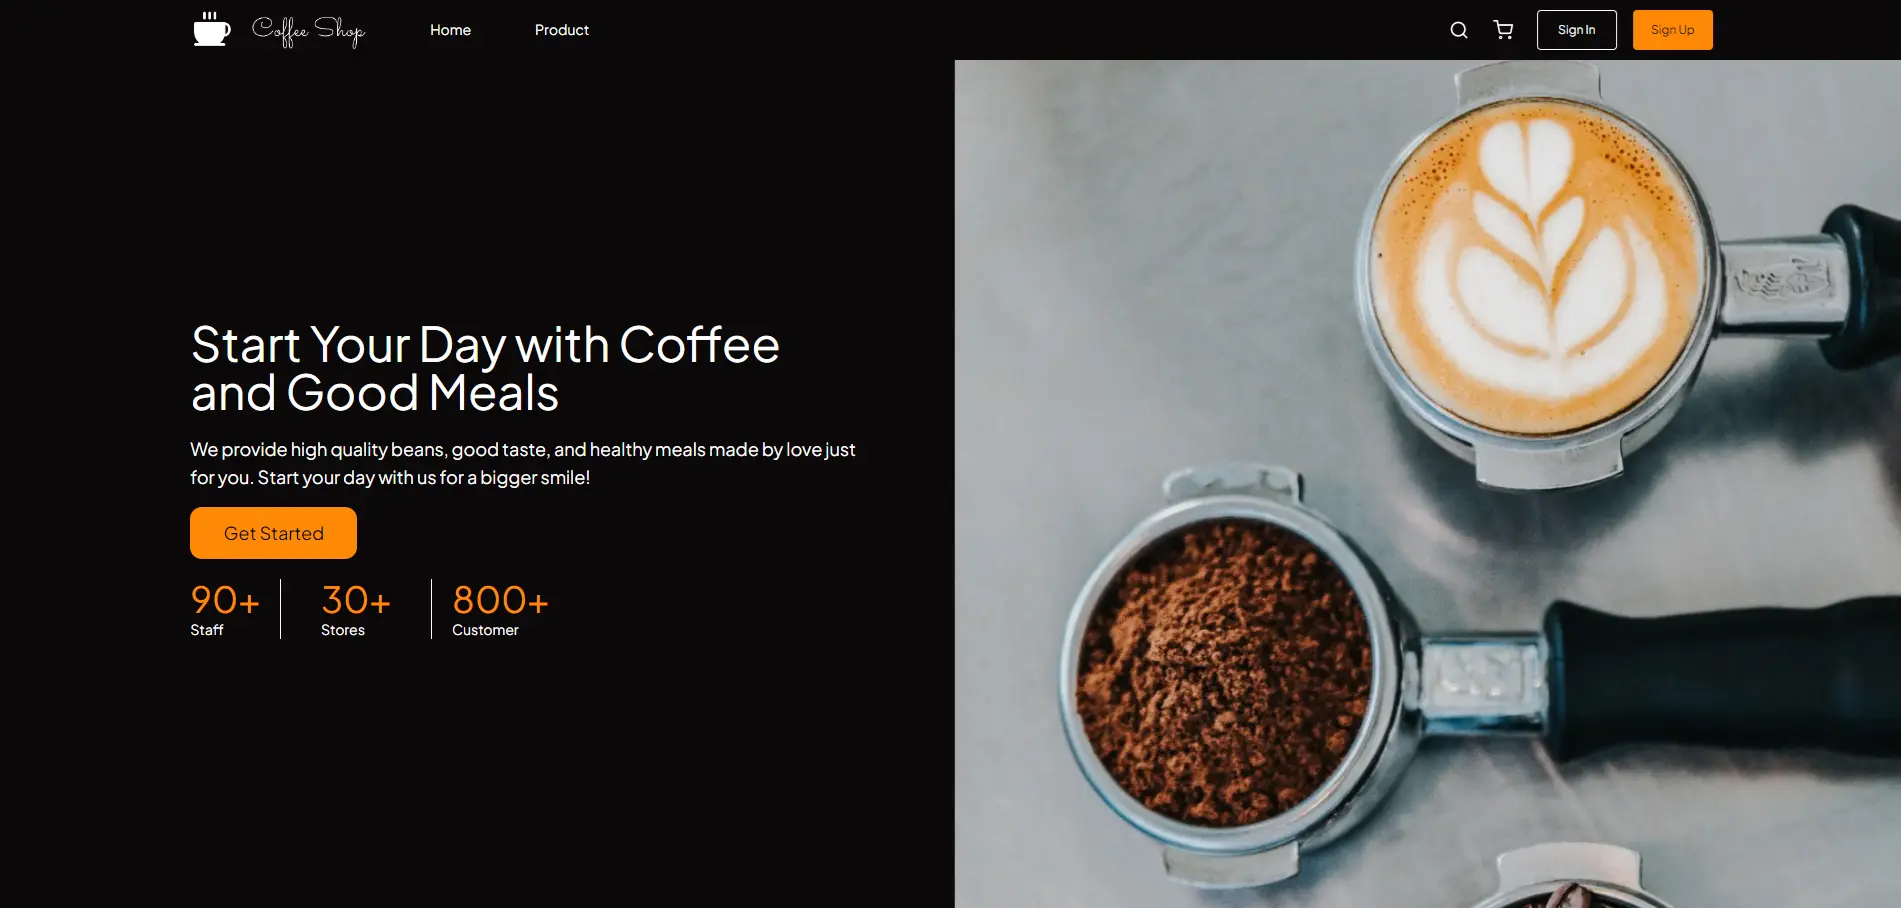 Coffee Shop
Home
Product
Sign In
Sign Up
Start Your Day with Coffee
and Good Meals
We provide high quality beans, good taste, and healthy meals made by love just
for you. Start your day with us for a bigger smile!
Get Started
90+
Staff
30+
Stores
800+
Customer